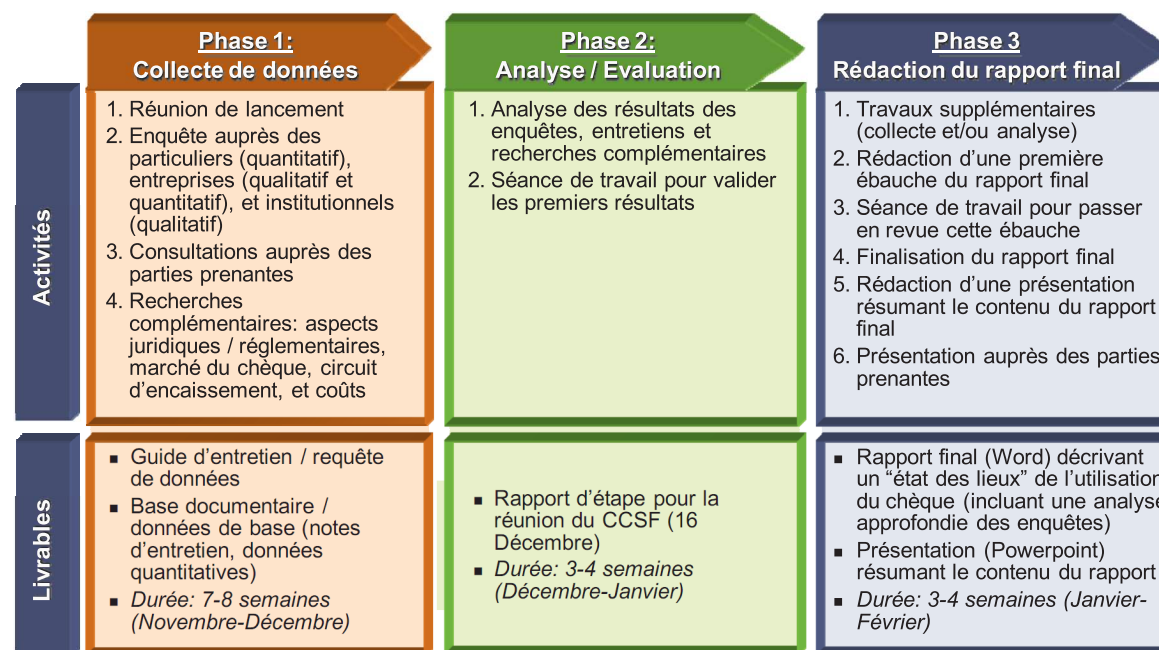 Phase 1:
Collecte de données
Phase 2:
Analyse / Evaluation
Phase 3
Rédaction du rapport final
Activités
1. Réunion de lancement
2. Enquête auprès des
particuliers (quantitatif),
entreprises (qualitatif et
quantitatif), et institutionnels
(qualitatif)
3. Consultations auprès des
parties prenantes
4. Recherches
complémentaires: aspects
juridiques / réglementaires,
marché du chèque, circuit
d’encaissement, et coûts
1. Analyse des résultats des
enquêtes, entretiens et
recherches complémentaires
2. Séance de travail pour valider
les premiers résultats
1. Travaux supplémentaires
(collecte et/ou analyse)
2. Rédaction d’une première
ébauche du rapport final
3. Séance de travail pour passer
en revue cette ébauche
4. Finalisation du rapport final
5. Rédaction d’une présentation
résumant le contenu du rapport
final
6. Présentation auprès des parties
prenantes
Livrables
▪ Guide d’entretien / requête
de données
▪ Base documentaire /
données de base (notes
d’entretien, données
quantitatives)
▪ Durée: 7-8 semaines
(Novembre-Décembre)
▪ Rapport d’étape pour la
réunion du CCSF (16
Décembre)
▪ Durée: 3-4 semaines
(Décembre-Janvier)
▪ Rapport final (Word) décrivant
un “état des lieux” de l’utilisation
du chèque (incluant une analyse
approfondie des enquêtes)
▪ Présentation (Powerpoint)
résumant le contenu du rapport
▪ Durée: 3-4 semaines (Janvier-
Février)